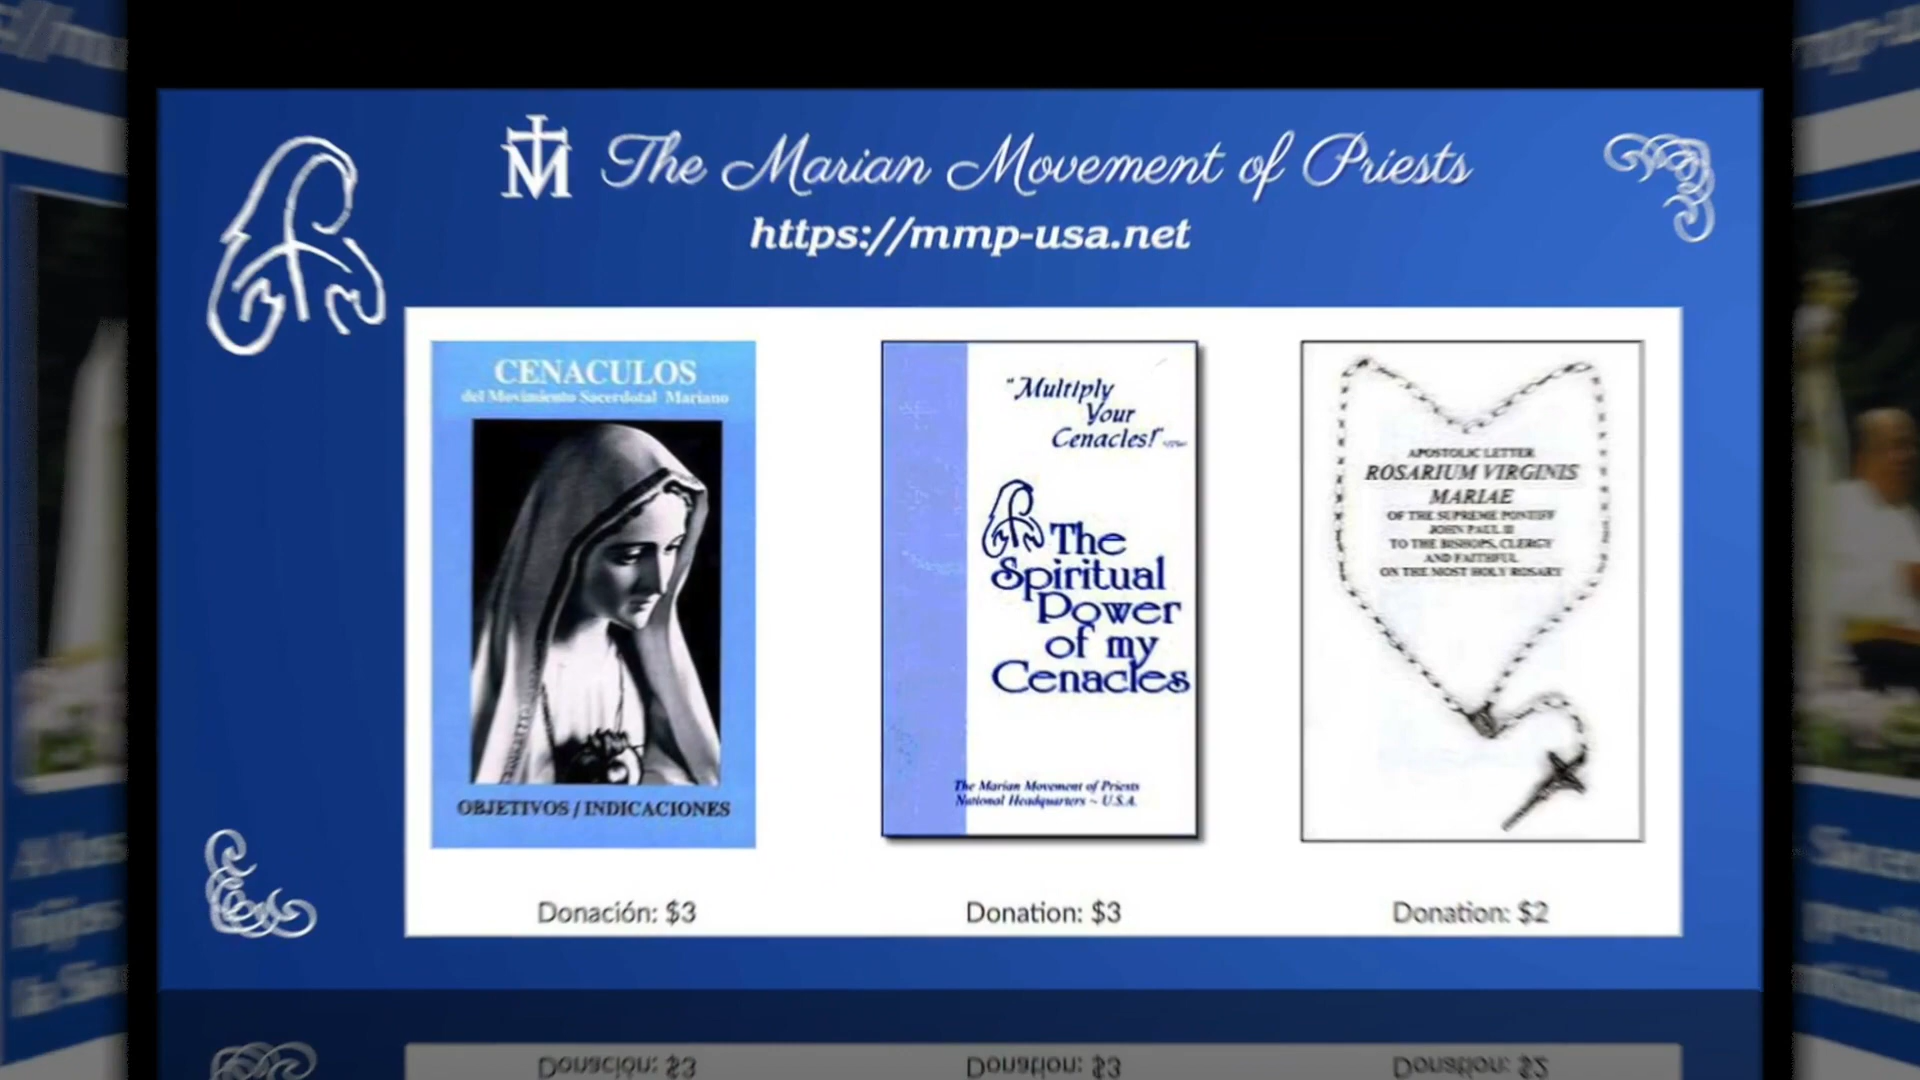 The Marian Movement of Priests
https://mmp-usa.net
CENACULOS
del Movimiento Sacerdotal Mariano
OBJETIVOS / INDICACIONES
Donación: $3
"Multiply
Your
Cenacles!"
The
Spiritual
Power
of my
Cenacles
The Marian Movement of Priests
National Headquarters ~ U.S.A.
Donation: $3
APOSTOLIC LETTER
ROSARIUM VIRGINIS
MARIAE
OF THE SUPREME PONTIFF
JOHN PAUL II
TO THE BISHOPS, CLERGY
AND FAITHFUL
ON THE MOST HOLY ROSARY
Donation: $2